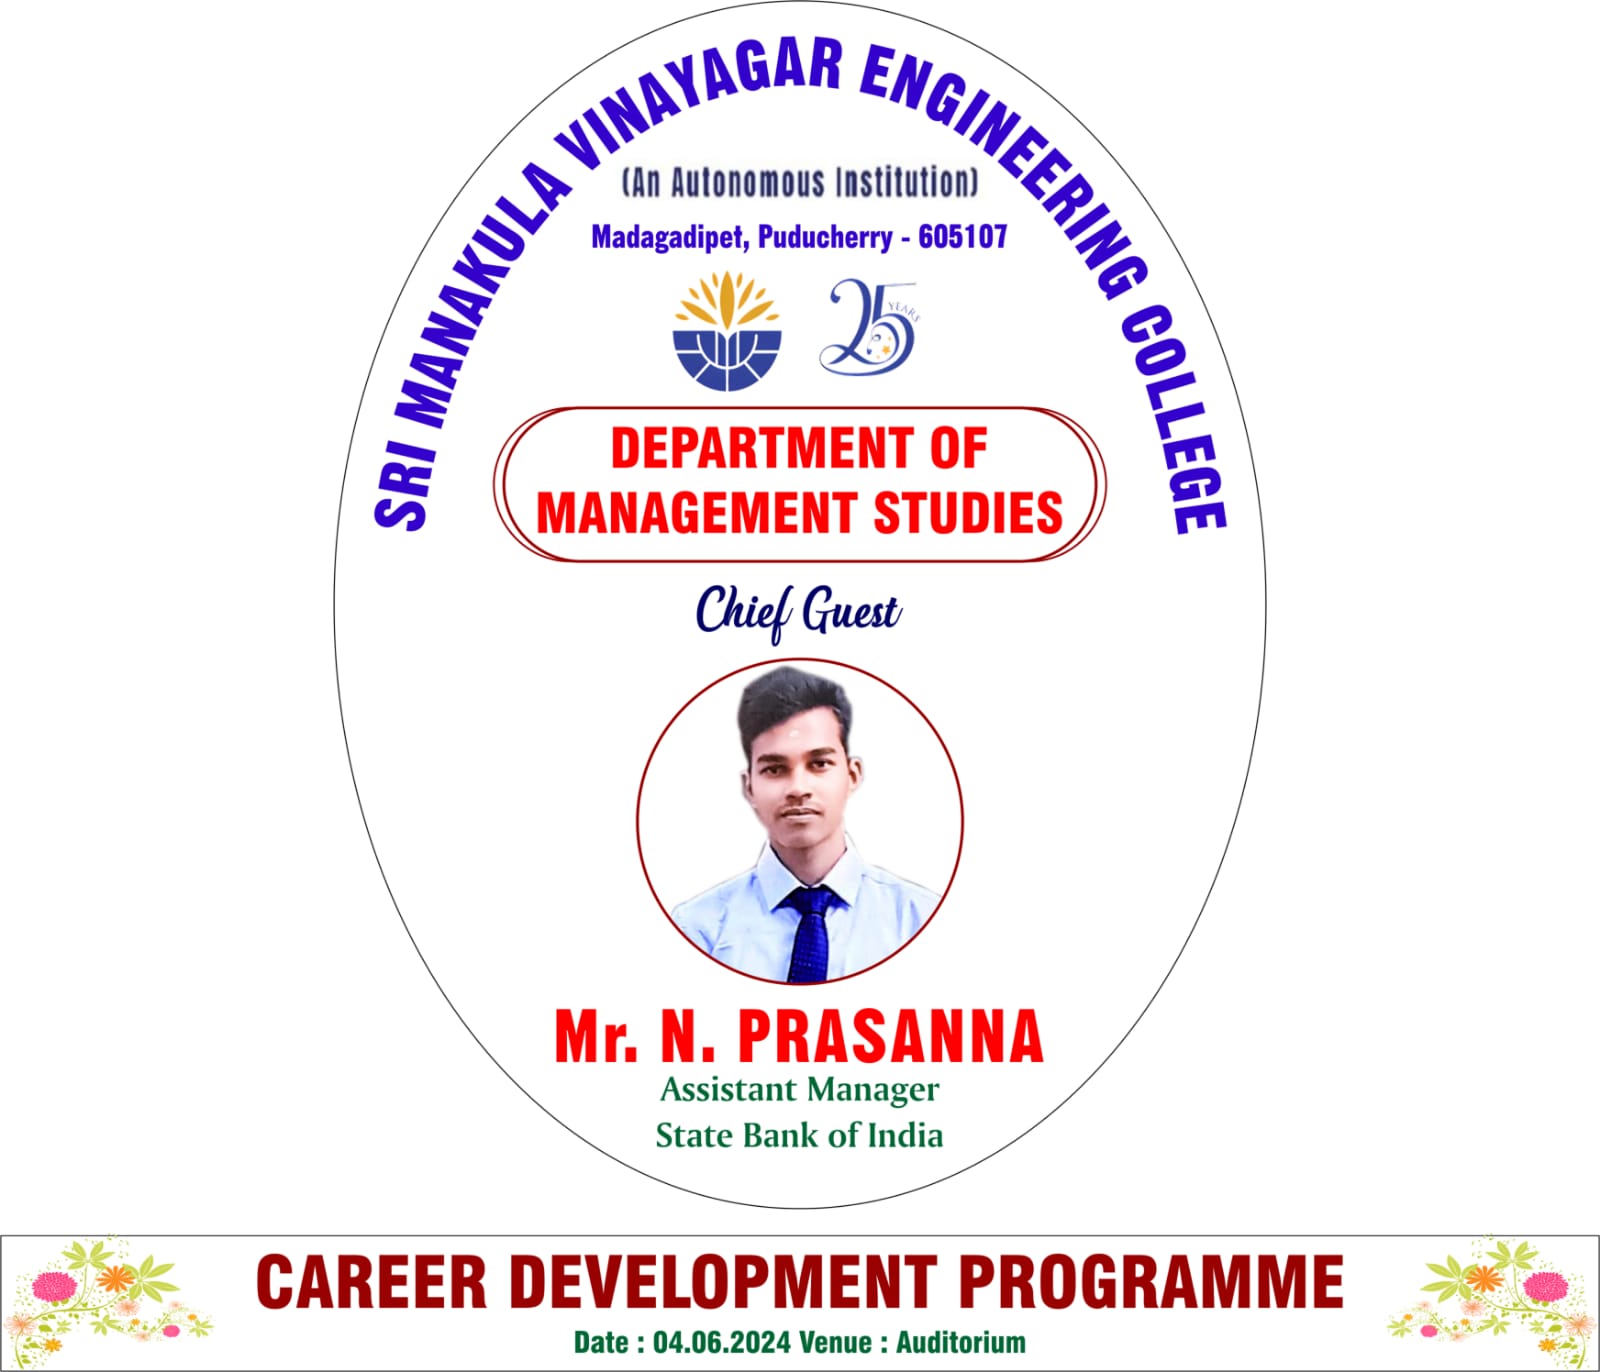 SRI MANAKULA VINAYAGAR ENGINEERING COLLEGE
(An Autonomous Institution)
Madagadipet, Puducherry - 605107
25 YEARS
DEPARTMENT OF
MANAGEMENT STUDIES
Chief Guest
Mr. N. PRASANNA
Assistant Manager
State Bank of India
CAREER DEVELOPMENT PROGRAMME
Date : 04.06.2024 Venue : Auditorium